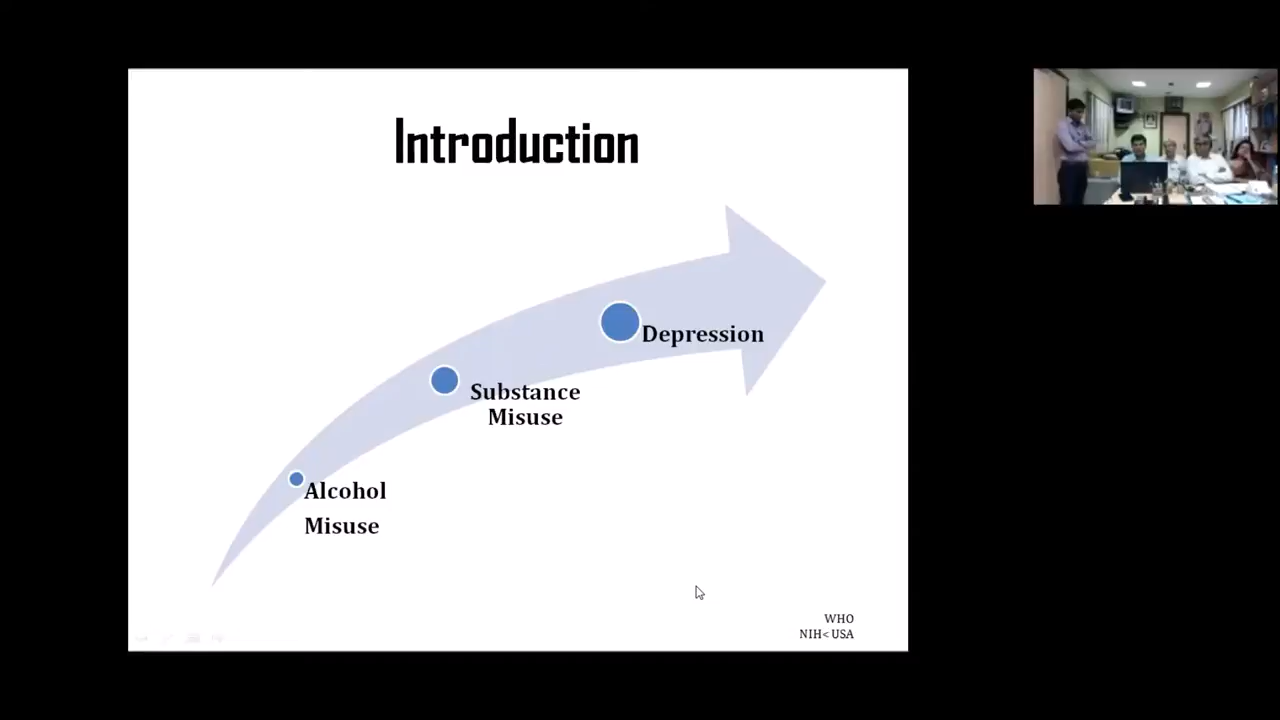 Introduction
Depression
Substance
Misuse
Alcohol
Misuse
WHO
NIH< USA